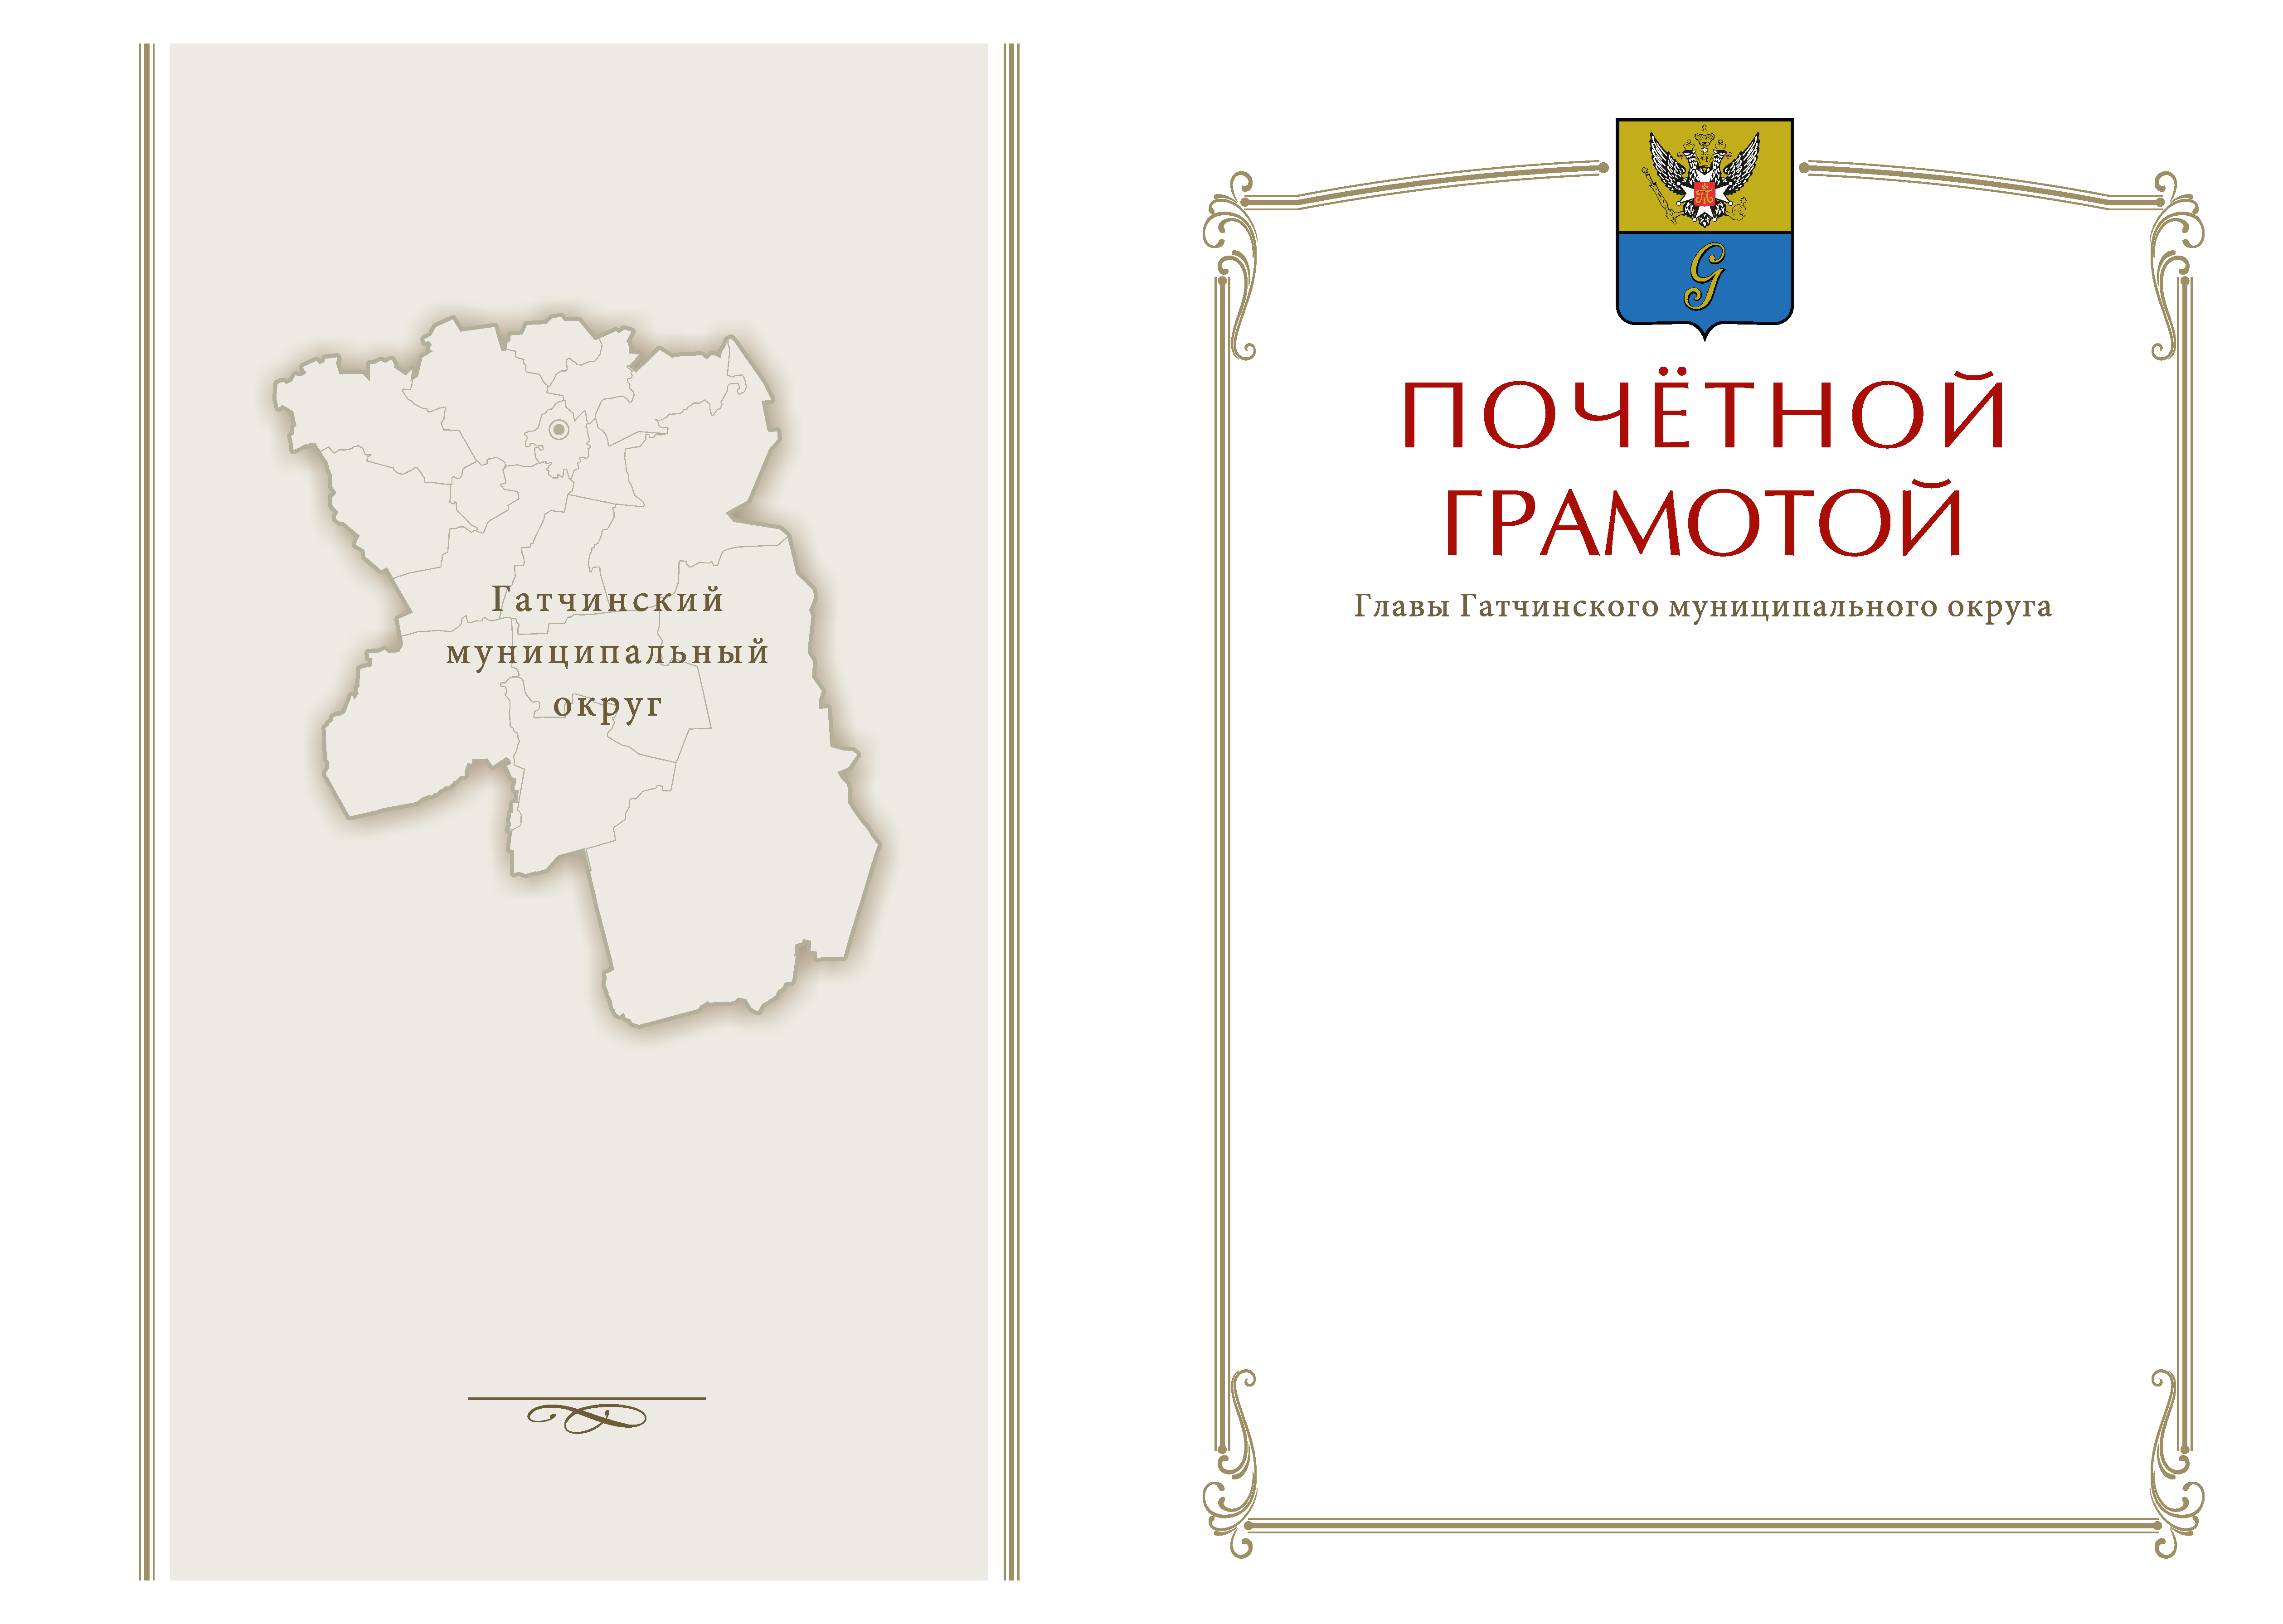 Гатчинский
муниципальный
округ
G
ПОЧЁТНОЙ
ГРАМОТОЙ
Главы Гатчинского муниципального округа